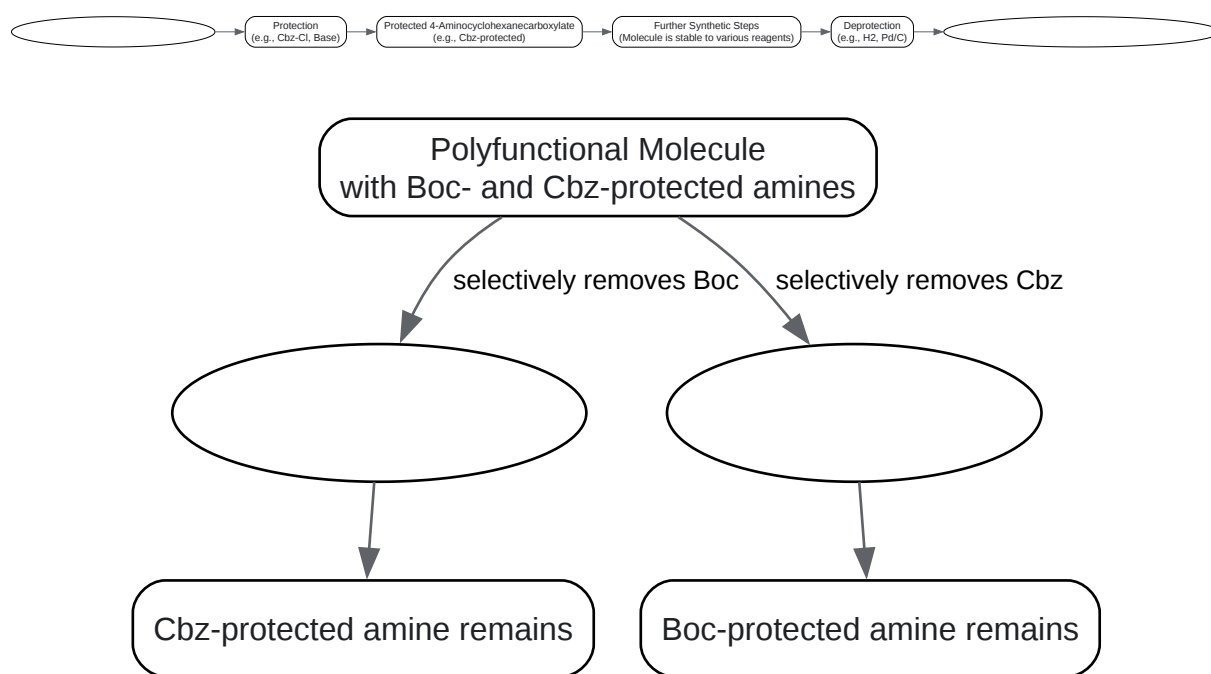 Protection
(e.g., Cbz-Cl, Base)
Protected 4-Aminocyclohexanecarboxylate
(e.g., Cbz-protected)
Further Synthetic Steps
(Molecule is stable to various reagents)
Deprotection
(e.g., H2, Pd/C)
Polyfunctional Molecule
with Boc- and Cbz-protected amines
selectively removes Boc
selectively removes Cbz
Cbz-protected amine remains
Boc-protected amine remains